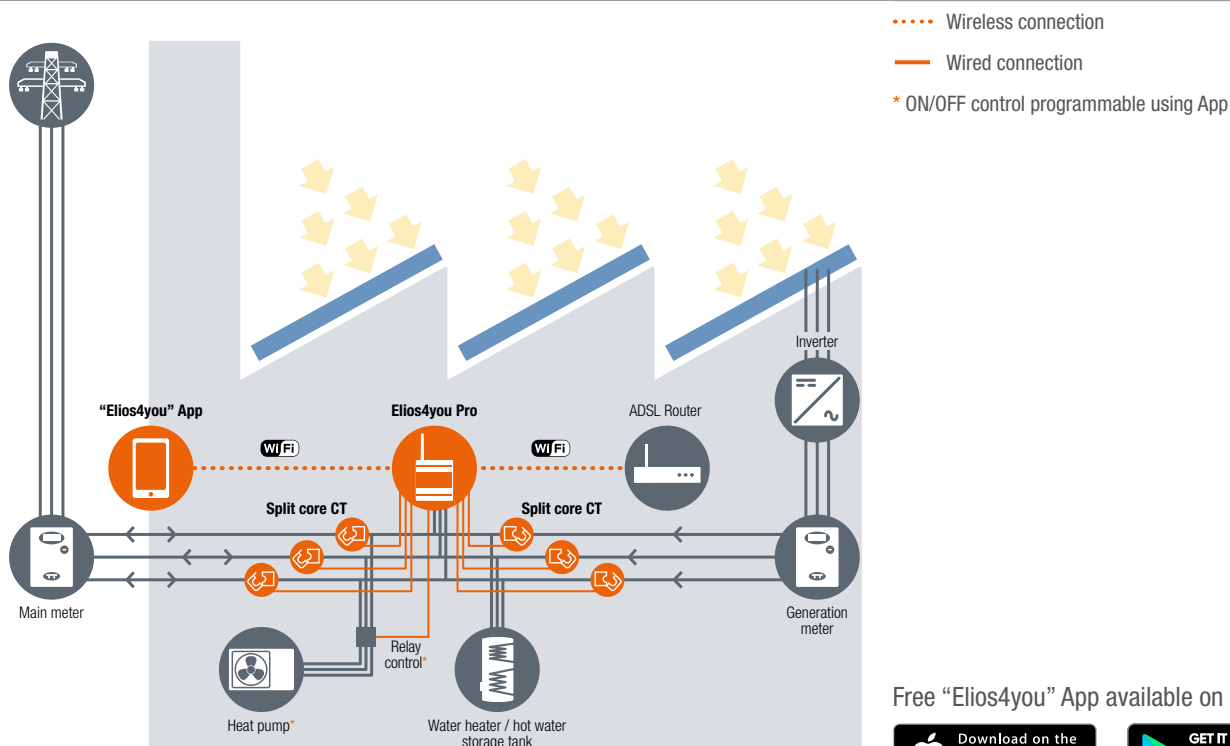 Wireless connection
Wired connection
* ON/OFF control programmable using App
Inverter
“Elios4you” App
Elios4you Pro
ADSL Router
WiFi
WiFi
Split core CT
Split core CT
Main meter
Generation
meter
Relay
control*
Heat pump*
Water heater / hot water
storage tank
Free “Elios4you” App available on
Download on the
GET IT